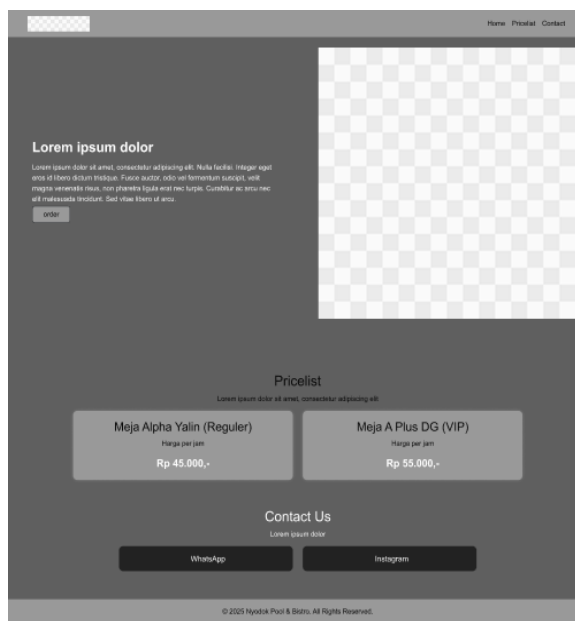 Home Pricelist Contact
Lorem ipsum dolor
Lorem ipsum dolor sit amet, consectetur adipiscing elit. Nulla facilisi. Integer eget
eros id libero dictum tristique. Fusce auctor, odio vel fermentum suscipit, velit
magna venenatis risus, non pharetra ligula erat nec turpis. Curabitur ac arcu nec
elit malesuada tincidunt. Sed vitae libero ut arcu.
order
Pricelist
Lorem ipsum dolor sit amet, consectetur adipiscing elit
Meja Alpha Yalin (Reguler)
Harga per jam
Rp 45.000,-
Meja A Plus DG (VIP)
Harga per jam
Rp 55.000,-
Contact Us
Lorem ipsum dolor
WhatsApp
Instagram
© 2025 Nyodok Pool & Bistro. All Rights Reserved.